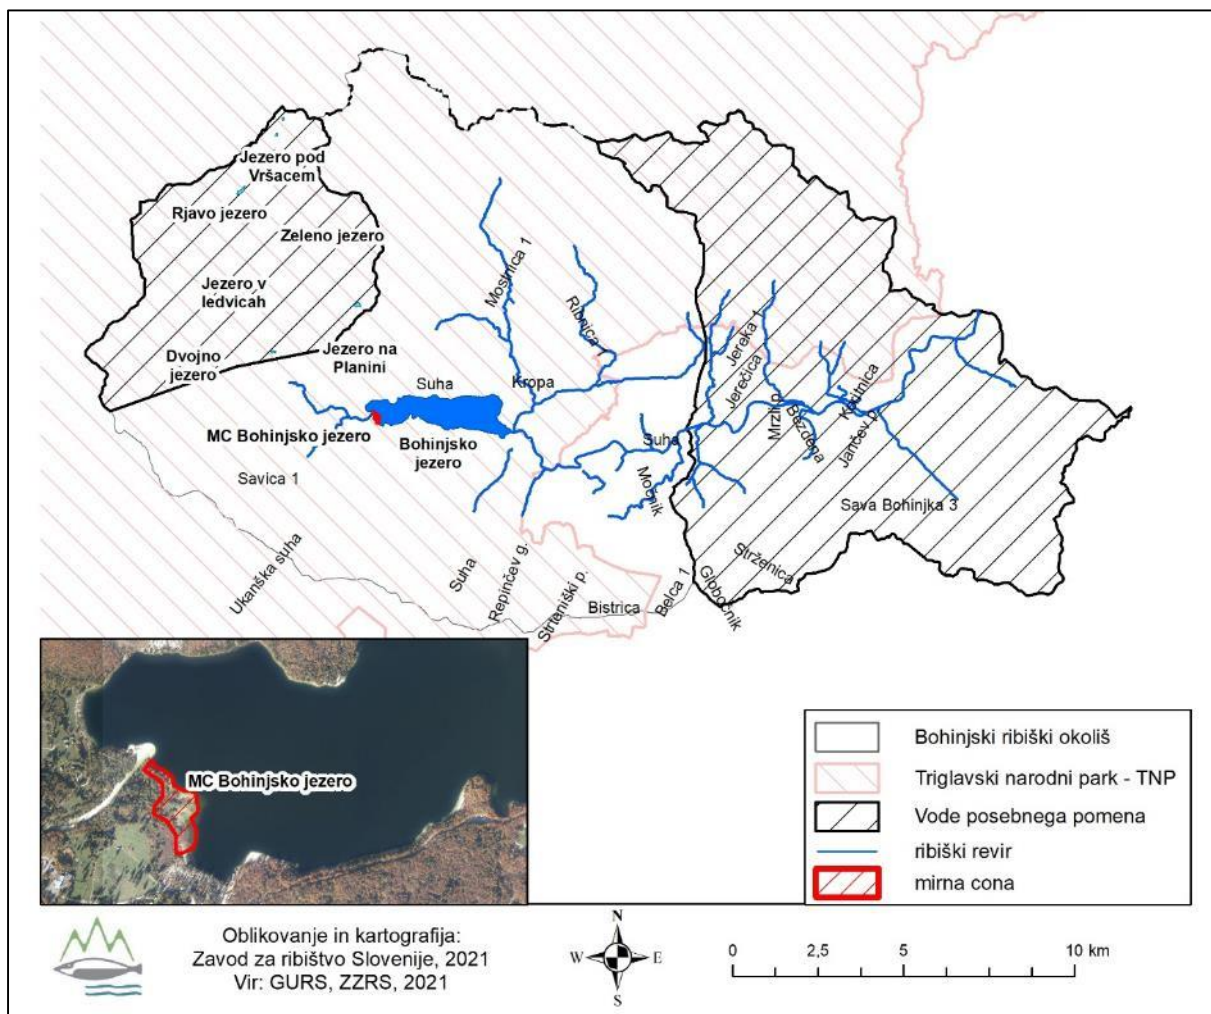 Jezero pod
Vršacem
Rjavo jezero
Zeleno jezero
Jezero v
ledvicah
Dvojno
jezero
Jezero na
Planini
Mostnica 1
Ribnica
Suha
Kropa
Jereka 1
Jerečica
Mrzlip
Bezdena
Koritnica
Jančev p.
MC Bohinjsko jezero
Bohinjsko
jezero
Suha
Močnik
Savica 1
Sava Bohinjka 3
Ukanška suha
Suha
Repinčev g.
Strtaniški p.
Bistrica
Belca 1
Globočnik
Strženica
MC Bohinjsko jezero
Bohinjski ribiški okoliš
Triglavski narodni park - TNP
Vode posebnega pomena
ribiški revir
mirna cona
Oblikovanje in kartografija:
Zavod za ribištvo Slovenije, 2021
Vir: GURS, ZZRS, 2021
N
W
E
S
0
2,5
5
10 km